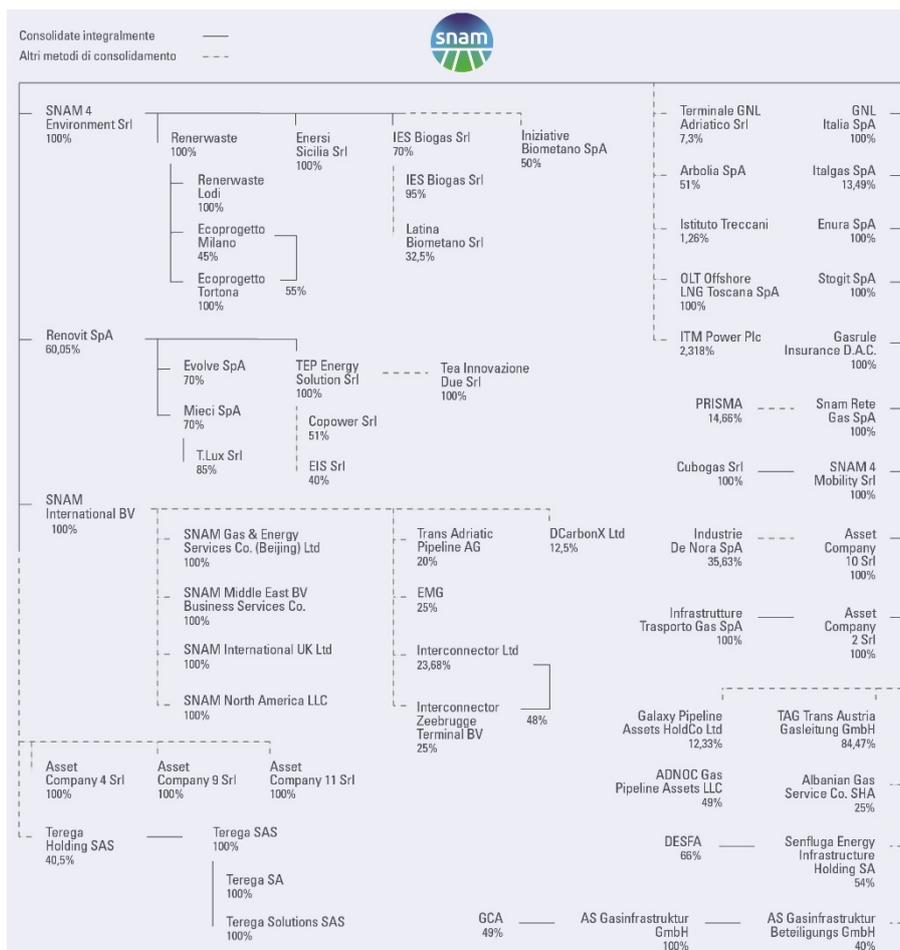 Consolidate integralmente
Altri metodi di consolidamento
snam
SNAM 4
Environment Srl
100%
Renerwaste
100%
Renerwaste
Lodi
100%
Ecoprogetto
Milano
45%
Ecoprogetto
Tortona
100%
55%
Enersi
Sicilia Srl
100%
IES Biogas Srl
70%
IES Biogas Srl
95%
Latina
Biometano Srl
32,5%
Iniziative
Biometano SpA
50%
Renovit SpA
60,05%
Evolve SpA
70%
Mieci SpA
70%
T.Lux Srl
85%
TEP Energy
Solution Srl
100%
Copower Srl
51%
EIS Srl
40%
Tea Innovazione
Due Srl
100%
SNAM
International BV
100%
SNAM Gas & Energy
Services Co. (Beijing) Ltd
100%
SNAM Middle East BV
Business Services Co.
100%
SNAM International UK Ltd
100%
SNAM North America LLC
100%
Trans Adriatic
Pipeline AG
20%
EMG
25%
Interconnector Ltd
23,68%
Interconnector
Zeebrugge
Terminal BV
25%
48%
DCarbonX Ltd
12,5%
Asset
Company 4 Srl
100%
Asset
Company 9 Srl
100%
Asset
Company 11 Srl
100%
Terega
Holding SAS
40,5%
Terega SAS
100%
Terega SA
100%
Terega Solutions SAS
100%
Terminale GNL
Adriatico Srl
7,3%
Arbolia SpA
51%
Istituto Treccani
1,26%
OLT Offshore
LNG Toscana SpA
100%
ITM Power Plc
2,318%
GNL
Italia SpA
100%
Italgas SpA
13,49%
Enura SpA
100%
Stogit SpA
100%
Gasrule
Insurance D.A.C.
100%
PRISMA
14,66%
Snam Rete
Gas SpA
100%
Cubogas Srl
100%
SNAM 4
Mobility Srl
100%
Industrie
De Nora SpA
35,63%
Asset
Company
10 Srl
100%
Infrastrutture
Trasporto Gas SpA
100%
Asset
Company
2 Srl
100%
Galaxy Pipeline
Assets HoldCo Ltd
12,33%
TAG Trans Austria
Gasleitung GmbH
84,47%
ADNOC Gas
Pipeline Assets LLC
49%
Albanian Gas
Service Co. SHA
25%
DESFA
66%
Senfluga Energy
Infrastructure
Holding SA
54%
GCA
49%
AS Gasinfrastruktur
GmbH
100%
AS Gasinfrastruktur
Beteiligungs GmbH
40%